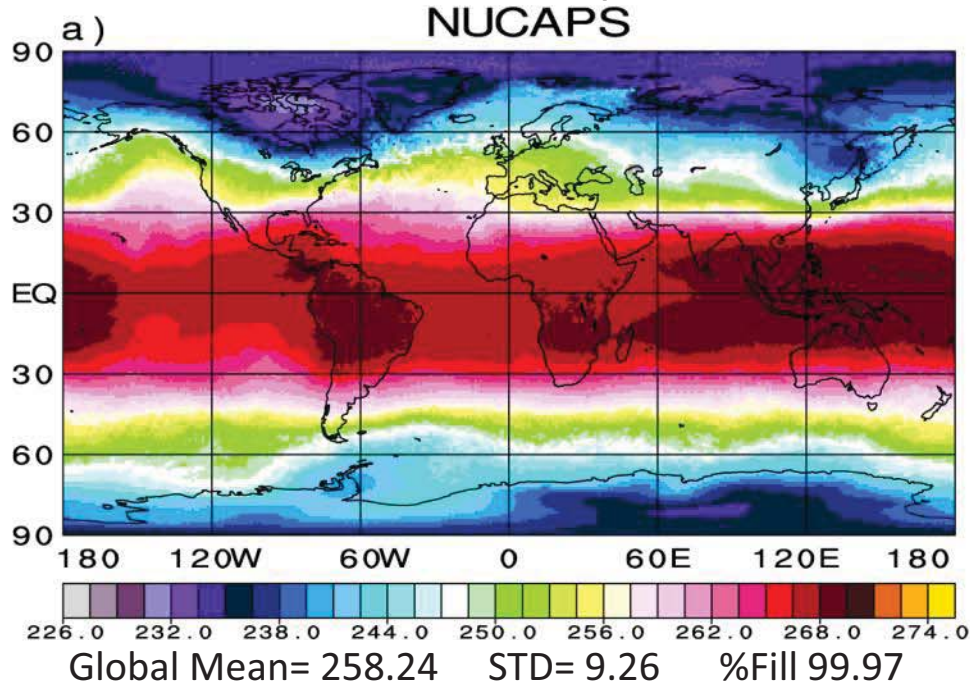 NUCAPS
a)
90
60
30
EQ
30
60
90
180 120W 60W 0 60E 120E 180
226.0 232.0 238.0 244.0 250.0 256.0 262.0 268.0 274.0
Global Mean= 258.24 STD= 9.26 %Fill 99.97